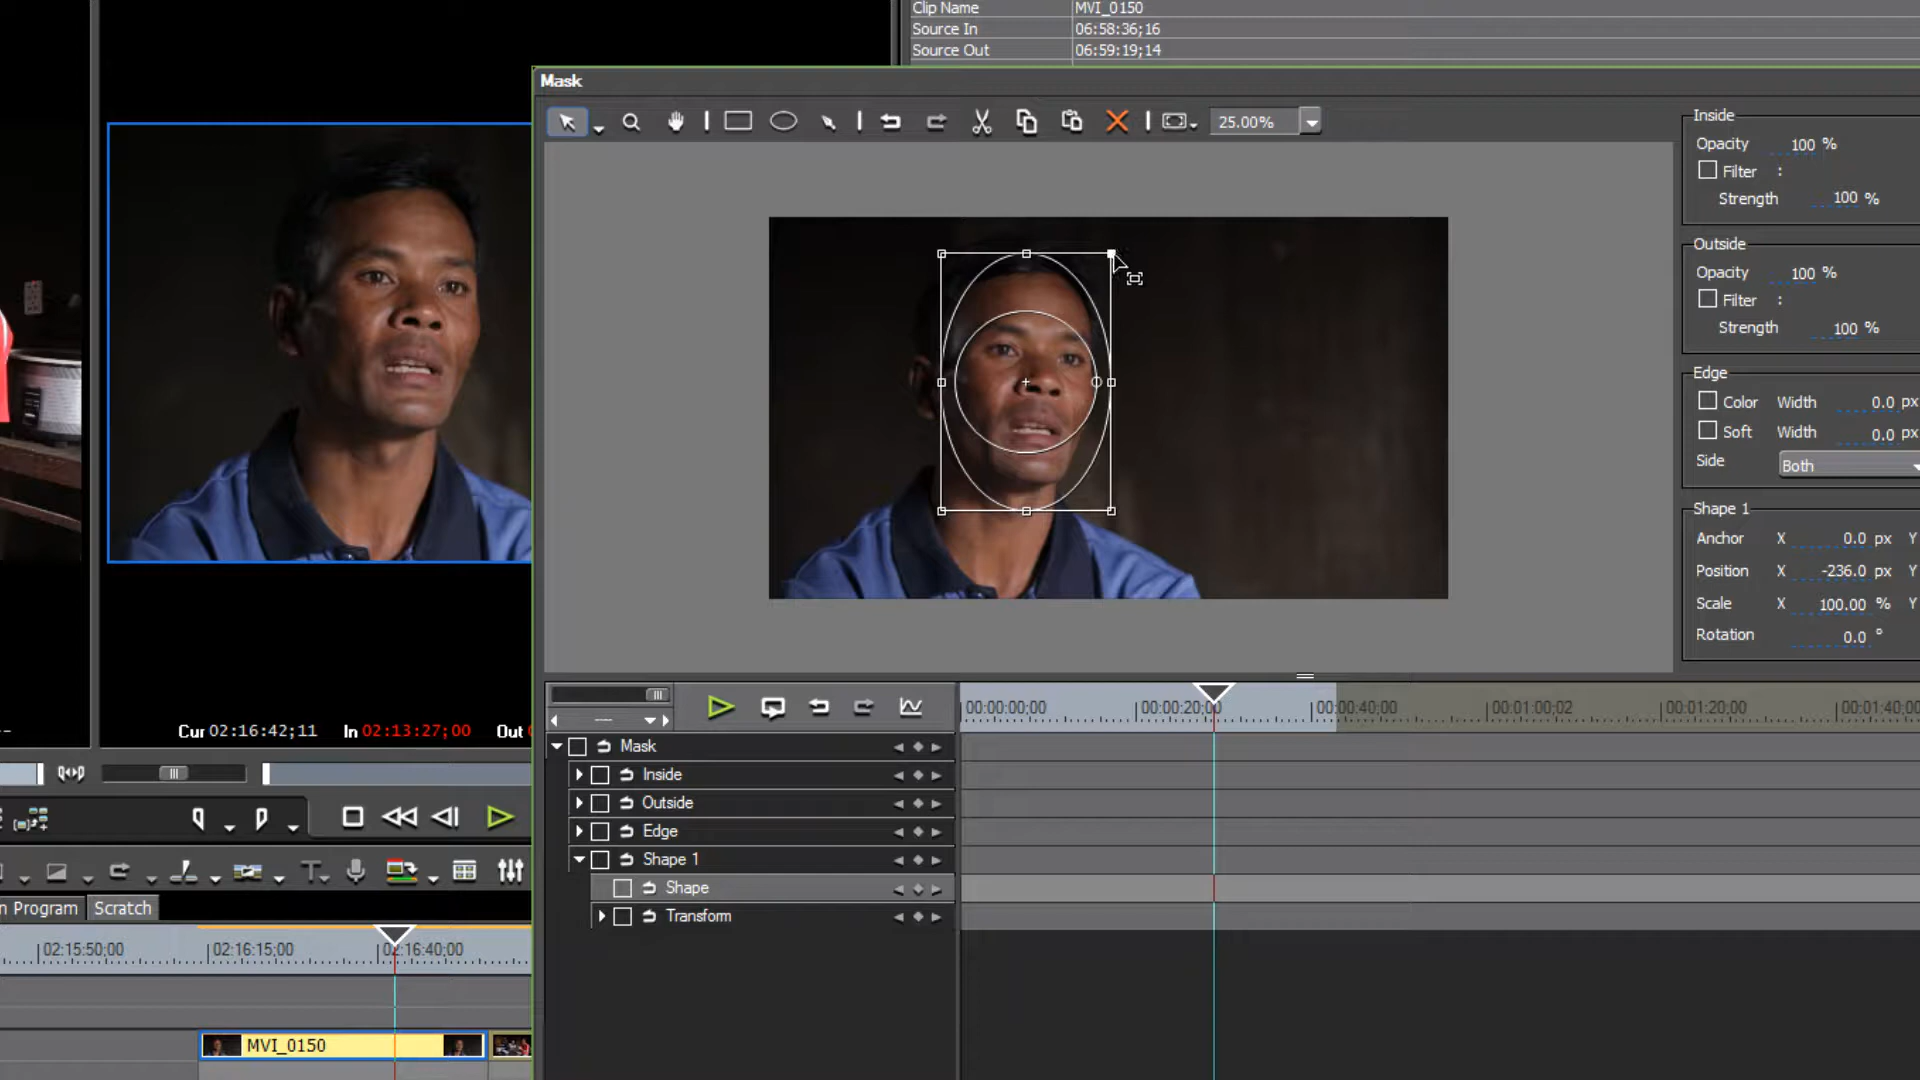 Clip Name MVI_0150
Source In 06:58:36;16
Source Out 06:59:19;14
Mask
25.00%
Inside
Opacity 100 %
Filter :
Strength 100 %
Outside
Opacity 100 %
Filter :
Strength 100 %
Edge
Color Width 0.0 px
Soft Width 0.0 px
Side Both
Shape 1
Anchor X 0.0 px Y
Position X -236.0 px Y
Scale X 100.00 % Y
Rotation 0.0 °
Cur 02:16:42;11 In 02:13:27;00 Out
00:00:00;00 00:00:20;00 00:00:40;00 00:01:00;02 00:01:20;00 00:01:40;00
Mask
Inside
Outside
Edge
Shape 1
Shape
Transform
n Program Scratch
02:15:50;00 02:16:15;00 02:16:40;00
MVI_0150